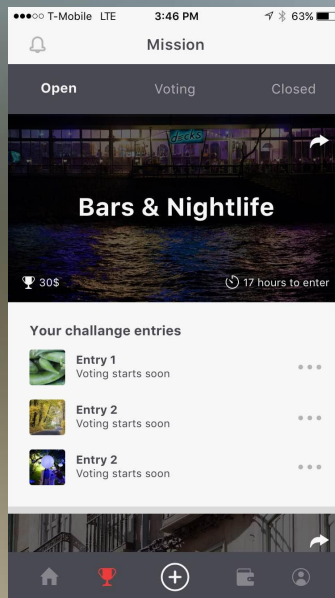 T-Mobile LTE 3:46 PM 63%
Mission
Open Voting Closed
decks
Bars & Nightlife
30$ 17 hours to enter
Your challange entries
Entry 1
Voting starts soon
Entry 2
Voting starts soon
Entry 2
Voting starts soon